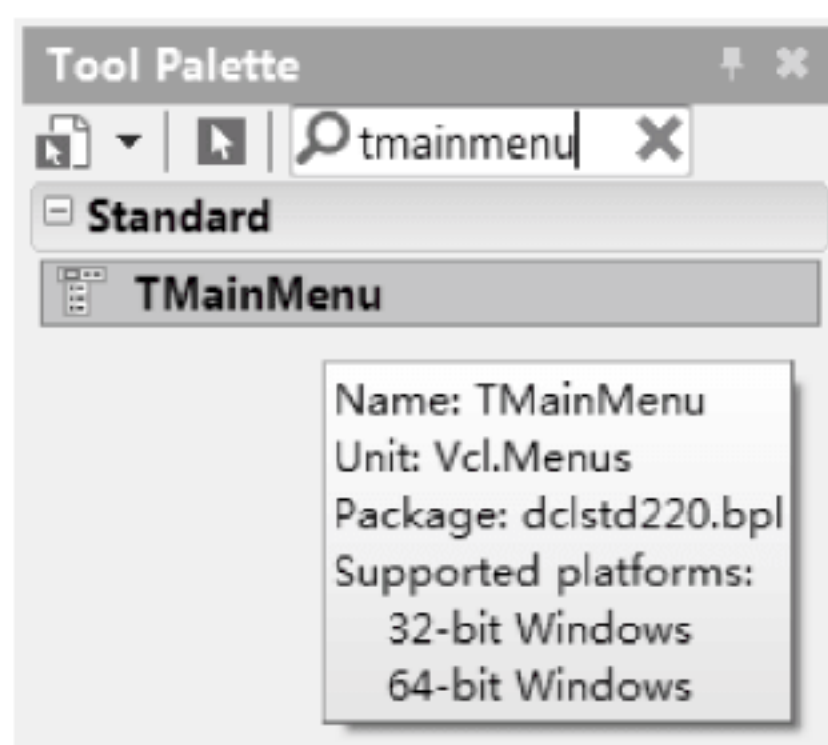 Tool Palette
tmainmenu
Standard
TMainMenu
Name: TMainMenu
Unit: Vcl.Menus
Package: dclstd220.bpl
Supported platforms:
32-bit Windows
64-bit Windows